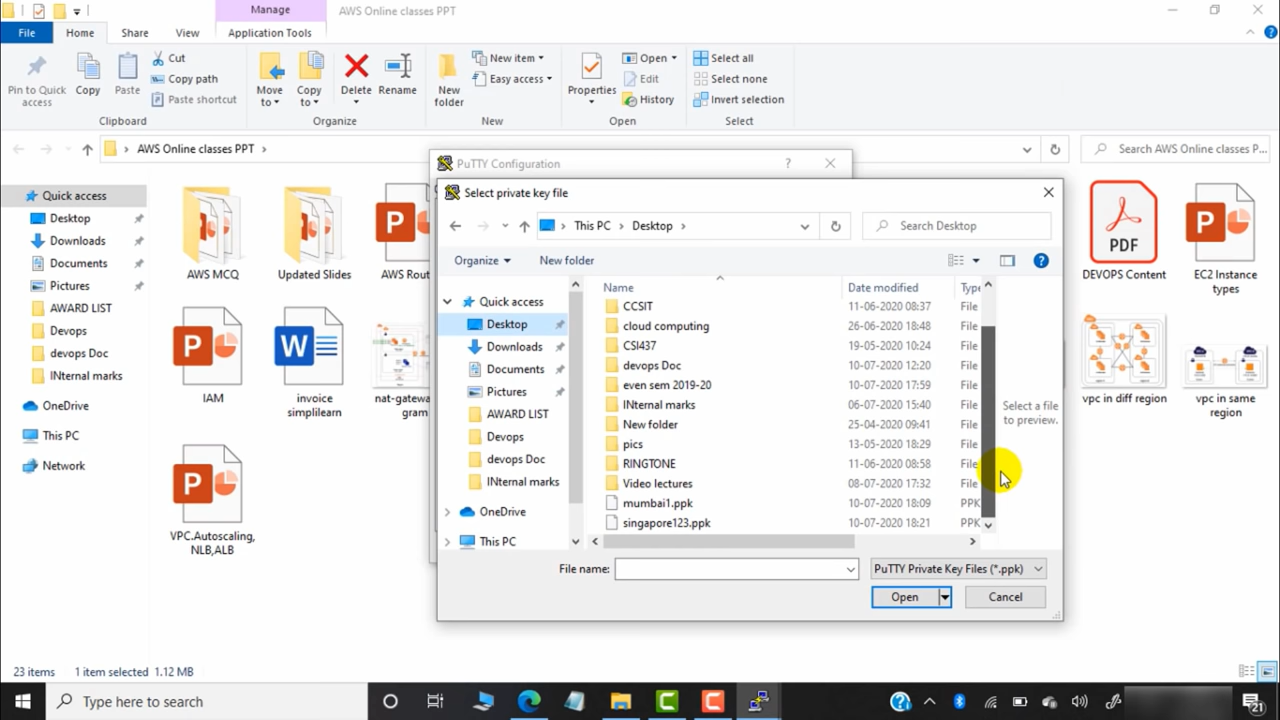 Manage
AWS Online classes PPT
File
Home
Share
View
Application Tools
Pin to Quick
access
Copy
Paste
Cut
Copy path
Paste shortcut
Move
to
Copy
to
Delete
Rename
New
folder
New item
Easy access
Properties
Open
Edit
History
Select all
Select none
Invert selection
Clipboard
Organize
New
Open
Select
AWS Online classes PPT
Search AWS Online classes P...
Quick access
Desktop
Downloads
Documents
Pictures
AWARD LIST
Devops
devops Doc
INternal marks
OneDrive
This PC
Network
AWS MCQ
Updated Slides
AWS Rout
DEVOPS Content
EC2 Instance
types
IAM
invoice
simplilearn
nat-gatewa
gram
vpc in diff region
vpc in same
region
VPC.Autoscaling,
NLB,ALB
PDF
PuTTY Configuration
?
Select private key file
This PC
Desktop
Search Desktop
Organize
New folder
Quick access
Desktop
Downloads
Documents
Pictures
AWARD LIST
Devops
devops Doc
INternal marks
OneDrive
This PC
Name Date modified Type
CCSIT 11-06-2020 08:37 File
cloud computing 26-06-2020 18:48 File
CSI437 19-05-2020 10:24 File
devops Doc 10-07-2020 12:20 File
even sem 2019-20 10-07-2020 17:59 File
INternal marks 06-07-2020 15:40 File
New folder 25-04-2020 09:41 File
pics 13-05-2020 18:29 File
RINGTONE 11-06-2020 08:58 File
Video lectures 08-07-2020 17:32 File
mumbai1.ppk 10-07-2020 18:09 PPK
singapore123.ppk 10-07-2020 18:21 PPK
Select a file
to preview.
File name:
PuTTY Private Key Files (*.ppk)
Open
Cancel
23 items
1 item selected 1.12 MB
Type here to search
21